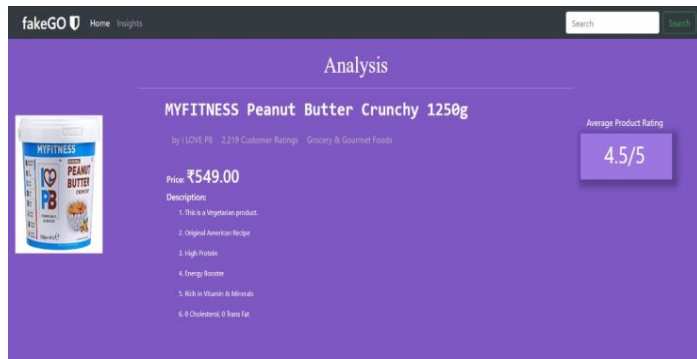 fakeGO Home Insights Search Search
Analysis
MYFITNESS Peanut Butter Crunchy 1250g
by I LOVE PB 2,219 Customer Ratings Grocery & Gourmet Foods
Average Product Rating
4.5/5
Price: ₹549.00
Description:
1. This is a Vegetarian product.
2. Original American Recipe
3. High Protein
4. Energy Booster
5. Rich in Vitamin & Minerals
6. 0 Cholesterol, 0 Trans Fat
MYFITNESS
I
PB
PEANUT
BUTTER
CRUNCHY